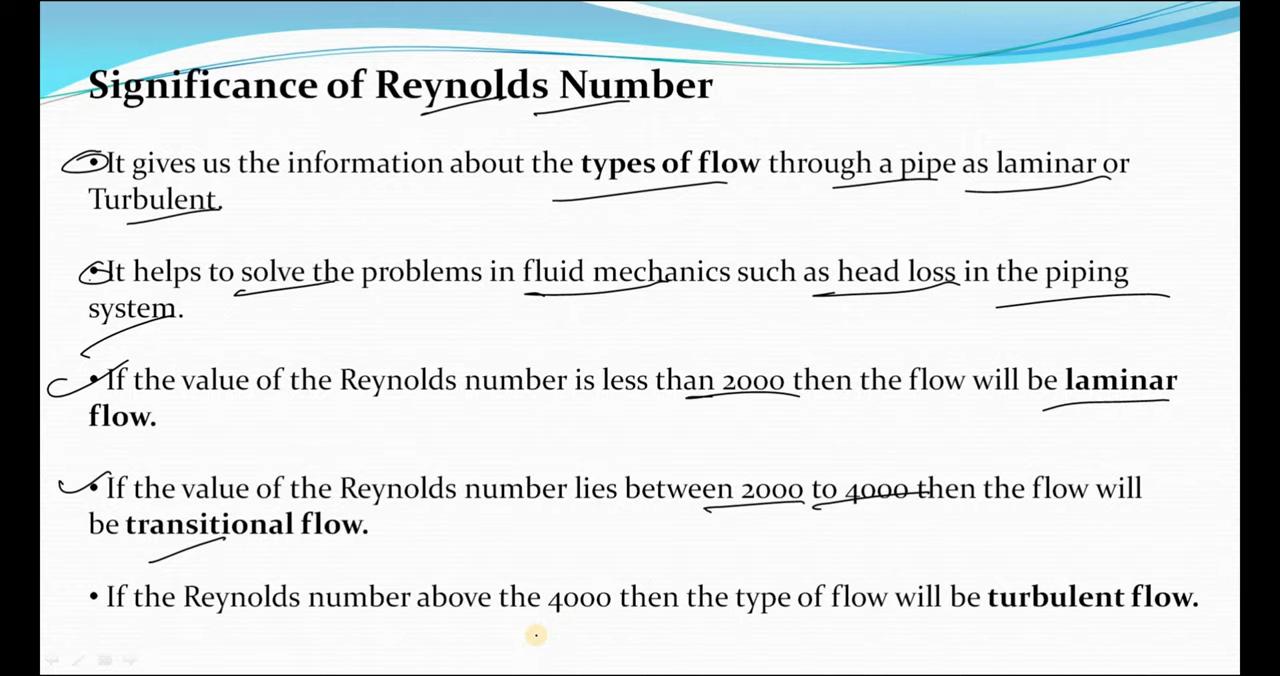 Significance of Reynolds Number
•It gives us the information about the types of flow through a pipe as laminar or
Turbulent.
•It helps to solve the problems in fluid mechanics such as head loss in the piping
system.
•If the value of the Reynolds number is less than 2000 then the flow will be laminar
flow.
•If the value of the Reynolds number lies between 2000 to 4000 then the flow will
be transitional flow.
• If the Reynolds number above the 4000 then the type of flow will be turbulent flow.